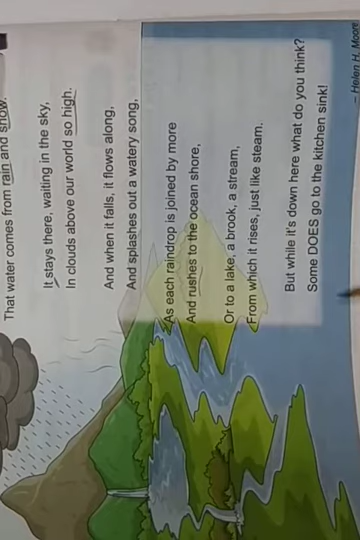 That water comes from rain and snow.
It stays there, waiting in the sky,
In clouds above our world so high.
And when it falls, it flows along,
And splashes out a watery song,
As each raindrop is joined by more
And rushes to the ocean shore,
Or to a lake, a brook, a stream,
From which it rises, just like steam.
But while it's down here what do you think?
Some DOES go to the kitchen sink!
– Helen H. Moore